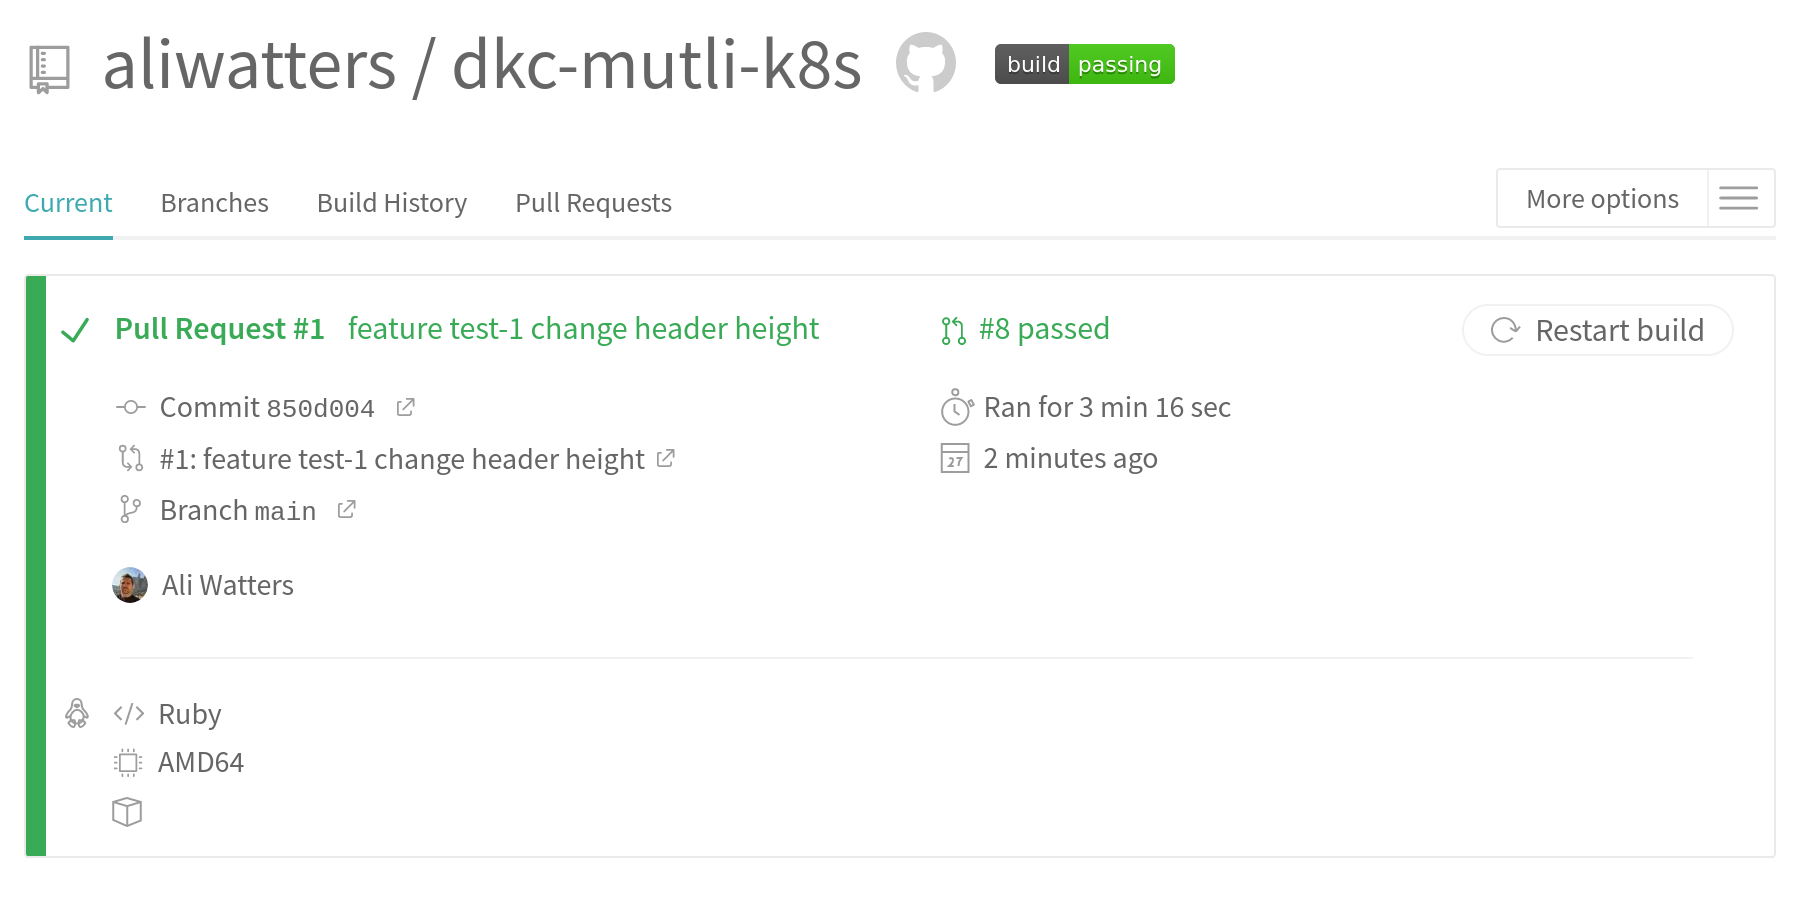 aliwatters / dkc-mutli-k8s build passing
Current Branches Build History Pull Requests More options
Pull Request #1 feature test-1 change header height
#8 passed
Restart build
Commit 850d004
#1: feature test-1 change header height
Branch main
Ali Watters
Ran for 3 min 16 sec
27 2 minutes ago
Ruby
AMD64